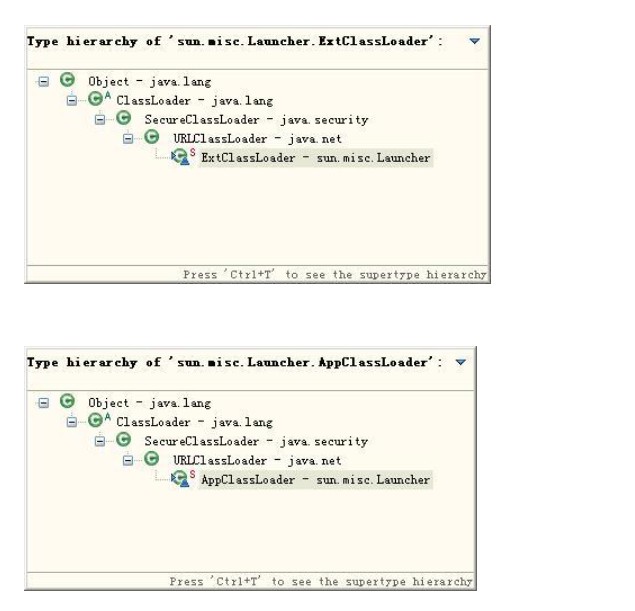 Type hierarchy of 'sun.misc.Launcher.ExtClassLoader':
Object - java.lang
A ClassLoader - java.lang
SecureClassLoader - java.security
URLClassLoader - java.net
S ExtClassLoader - sun.misc.Launcher
Press 'Ctrl+T' to see the supertype hierarchy
Type hierarchy of 'sun.misc.Launcher.AppClassLoader':
Object - java.lang
A ClassLoader - java.lang
SecureClassLoader - java.security
URLClassLoader - java.net
S AppClassLoader - sun.misc.Launcher
Press 'Ctrl+T' to see the supertype hierarchy